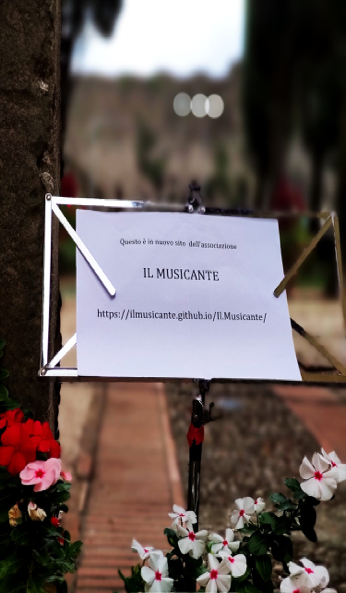 Questo è in nuovo sito dell'associazione
IL MUSICANTE
https://ilmusicante.github.io/Il.Musicante/